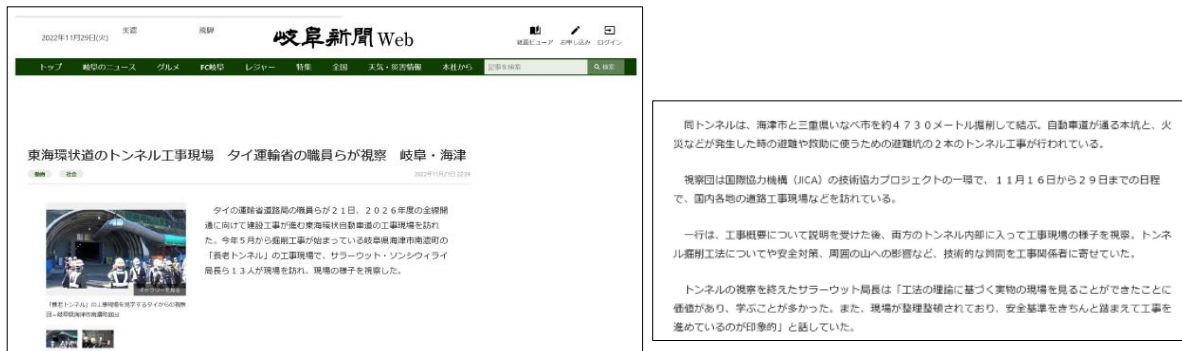 2022年11月29日(火)
美濃
飛騨
岐阜新聞 Web
紙面ビューア お申し込み ログイン
トップ 岐阜のニュース グルメ FC岐阜 レジャー 特集 全国 天気・災害情報 本社から 記事を検索 検索
東海環状道のトンネル工事現場　タイ運輸省の職員らが視察　岐阜・海津
動画 社会
2022年11月21日 22:24
タイの運輸省道路局の職員らが21日、2026年度の全線開
通に向けて建設工事が進む東海環状自動車道の工事現場を訪れ
た。今年5月から掘削工事が始まっている岐阜県海津市南濃町の
「養老トンネル」の工事現場で、サラーウット・ソンシウィライ
局長ら13人が現場を訪れ、現場の様子を視察した。
ギャラリーを見る
「養老トンネル」の工事現場を見学するタイからの視察
団＝岐阜県海津市南濃町
同トンネルは、海津市と三重県いなべ市を約４７３０メートル掘削して結ぶ。自動車道が通る本坑と、火
災などが発生した時の避難や救助に使うための避難坑の２本のトンネル工事が行われている。
視察団は国際協力機構（JICA）の技術協力プロジェクトの一環で、１１月１６日から２９日までの日程
で、国内各地の道路工事現場などを訪れている。
一行は、工事概要について説明を受けた後、両方のトンネル内部に入って工事現場の様子を視察。トンネ
ル掘削工法についてや安全対策、周囲の山への影響など、技術的な質問を工事関係者に寄せていた。
トンネルの視察を終えたサラーウット局長は「工法の理論に基づく実物の現場を見ることができたことに
価値があり、学ぶことが多かった。また、現場が整理整頓されており、安全基準をきちんと踏まえて工事を
進めているのが印象的」と話していた。